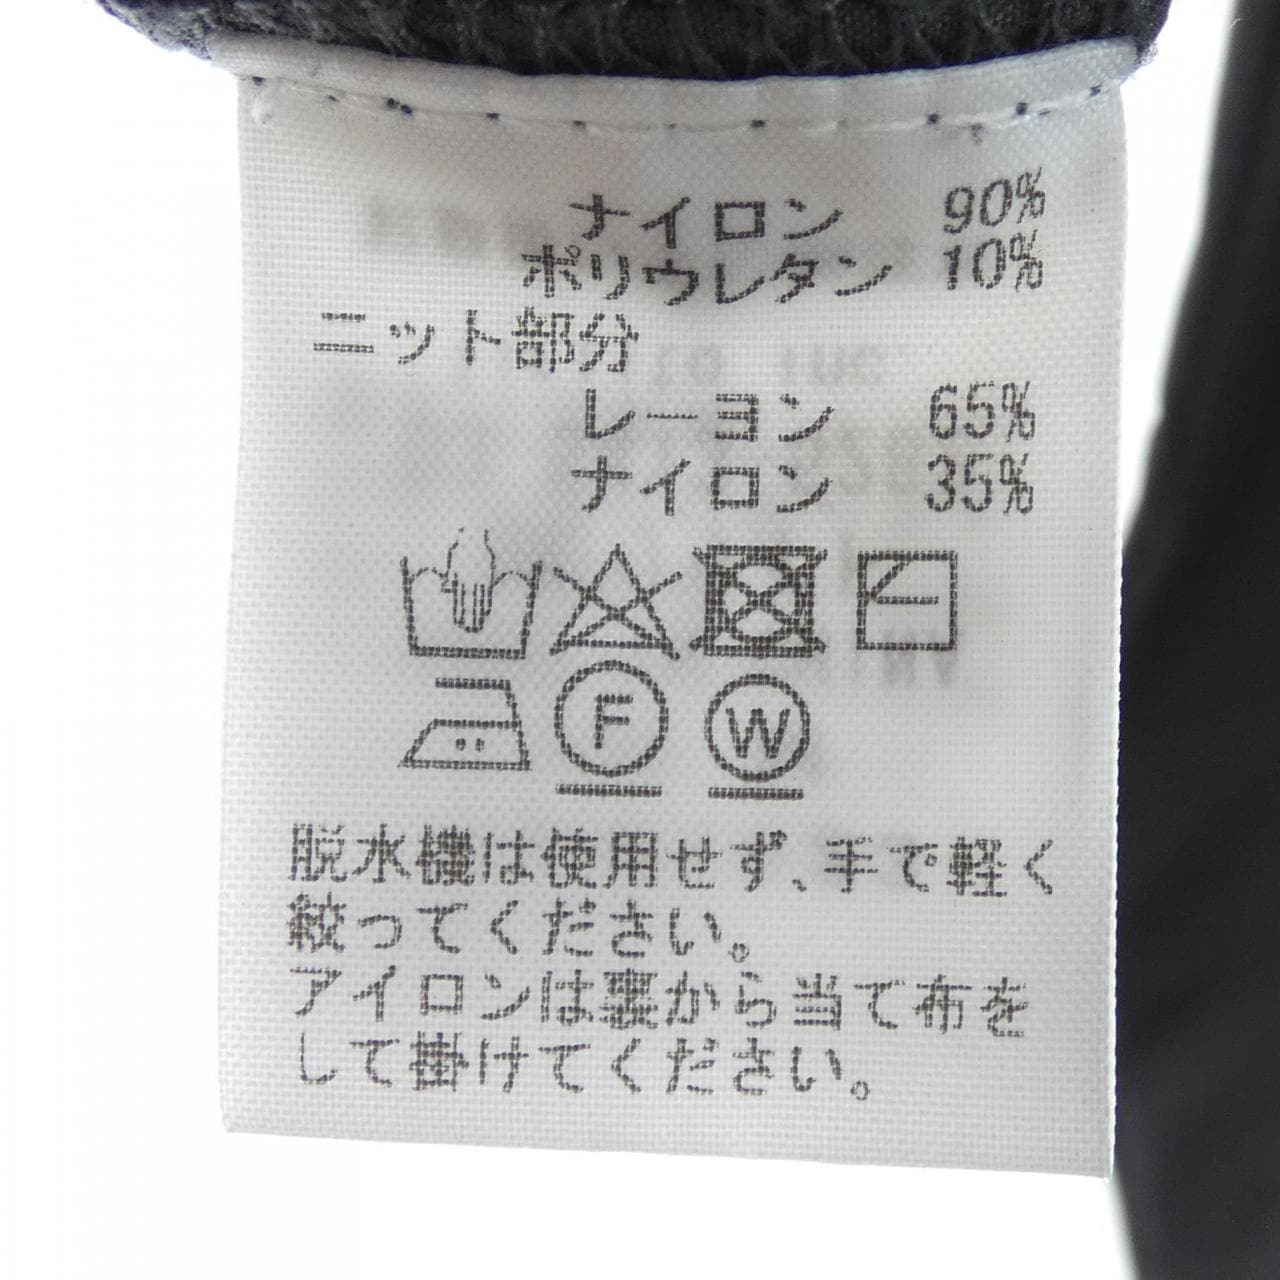 ナイロン 90%
ポリウレタン 10%
ニット部分
レーヨン 65%
ナイロン 35%
F W
脱水機は使用せず、手で軽く
絞ってください。
アイロンは裏から当て布を
して掛けてください。